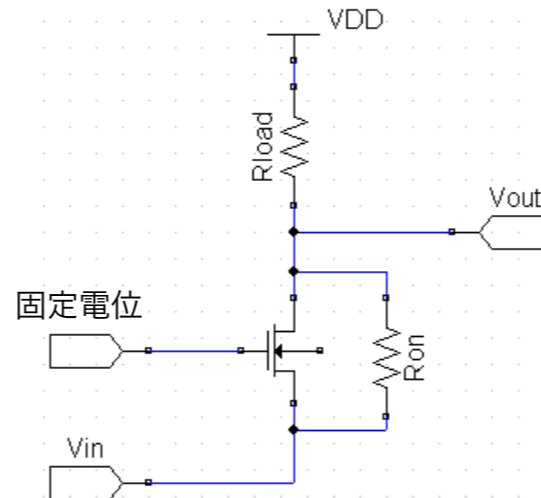 VDD
Rload
Vout
固定電位
Ron
Vin